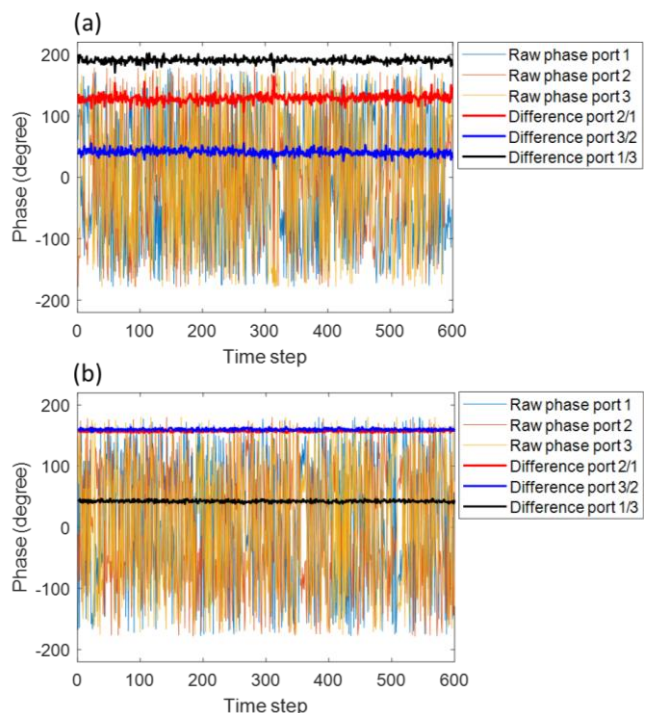 (a)
200
100
0
-100
-200
Phase (degree)
0 100 200 300 400 500 600
Time step
Raw phase port 1
Raw phase port 2
Raw phase port 3
Difference port 2/1
Difference port 3/2
Difference port 1/3
(b)
200
100
0
-100
-200
Phase (degree)
0 100 200 300 400 500 600
Time step
Raw phase port 1
Raw phase port 2
Raw phase port 3
Difference port 2/1
Difference port 3/2
Difference port 1/3